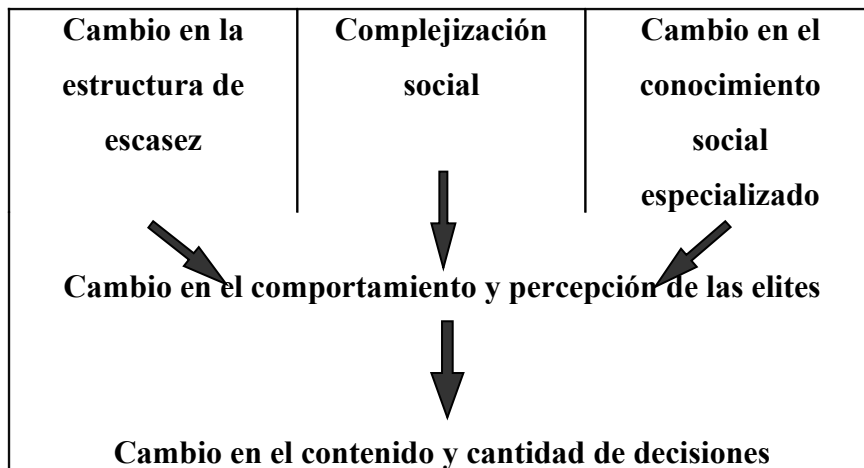 Cambio en la
estructura de
escasez
Complejización
social
Cambio en el
conocimiento
social
especializado
Cambio en el comportamiento y percepción de las elites
Cambio en el contenido y cantidad de decisiones